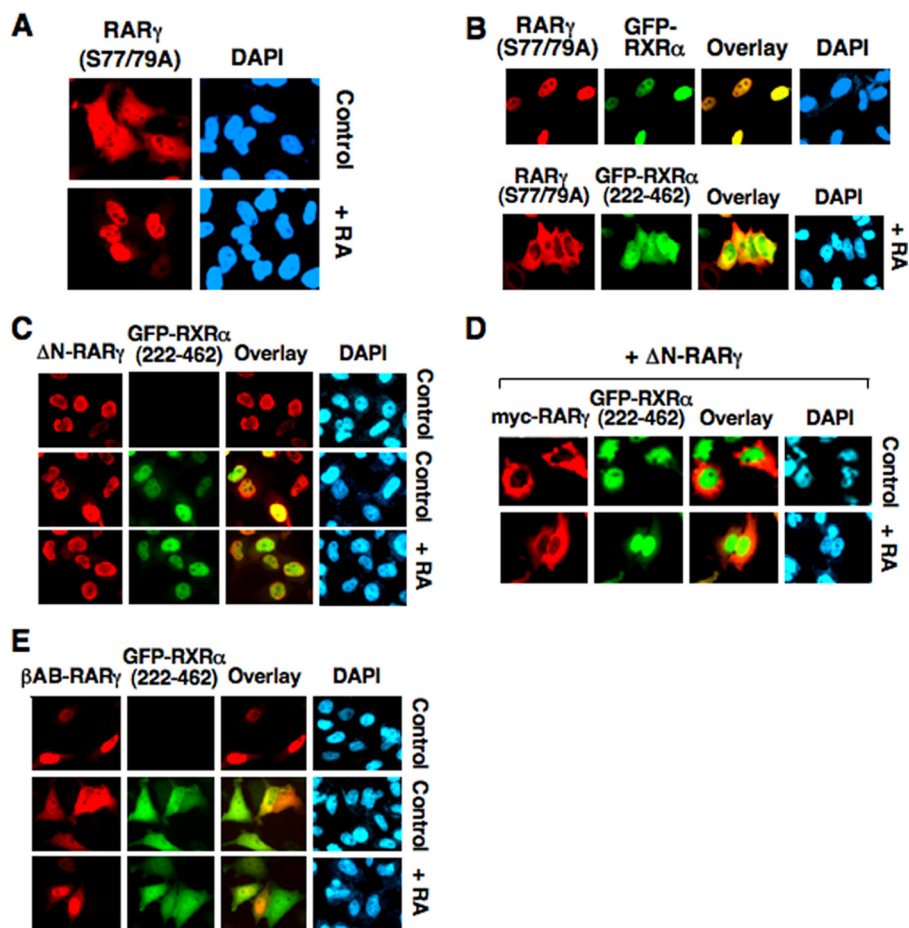 A
RARγ
(S77/79A) DAPI
Control
+ RA
B
RARγ GFP-
(S77/79A) RXRα Overlay DAPI
RARγ GFP-RXRα
(S77/79A) (222-462) Overlay DAPI
+ RA
C
GFP-RXRα
ΔN-RARγ (222-462) Overlay DAPI
Control
Control
+ RA
D
+ ΔN-RARγ
GFP-RXRα
myc-RARγ (222-462) Overlay DAPI
Control
+ RA
E
GFP-RXRα
βAB-RARγ (222-462) Overlay DAPI
Control
Control
+ RA